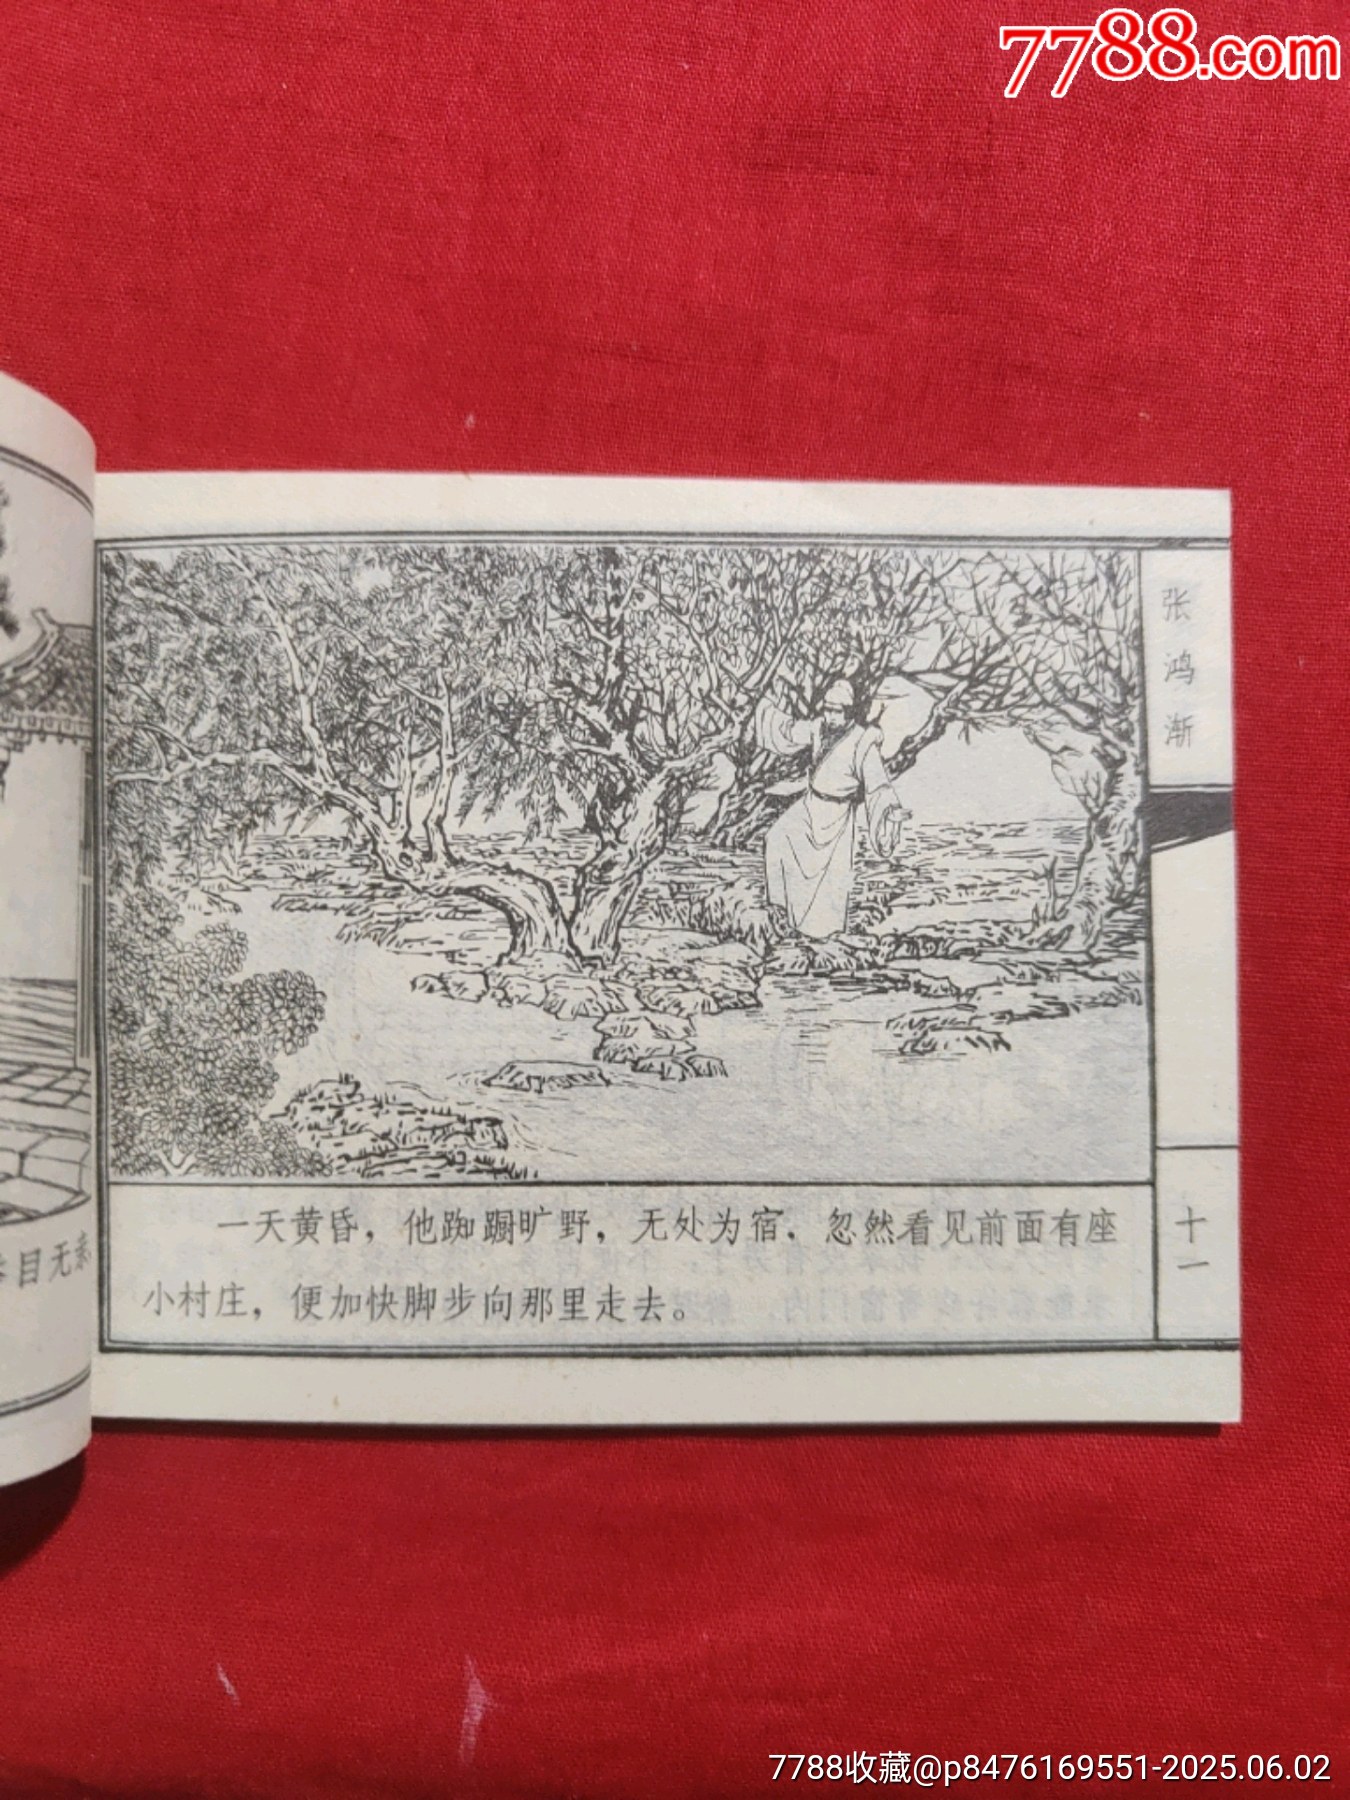 7788.com
张鸿渐
一天黄昏，他踟蹰旷野，无处为宿．忽然看见前面有座
小村庄，便加快脚步向那里走去。
十一
目无
7788收藏@p8476169551-2025.06.02